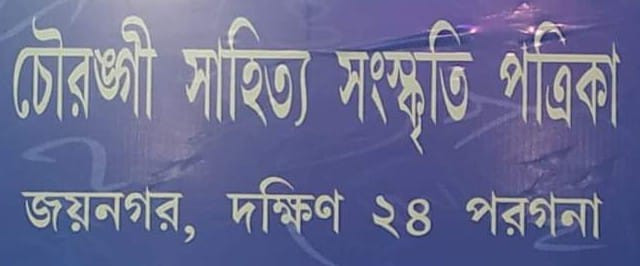 চৌরঙ্গী সাহিত্য সংস্কৃতি পত্রিকা
জয়নগর, দক্ষিণ ২৪ পরগনা